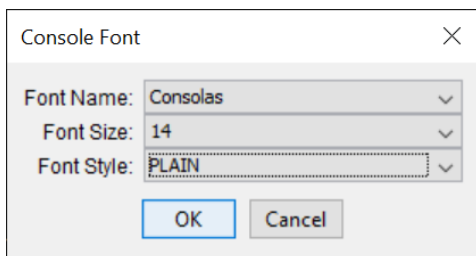 Console Font
Font Name: Consolas
Font Size: 14
Font Style: PLAIN
OK Cancel